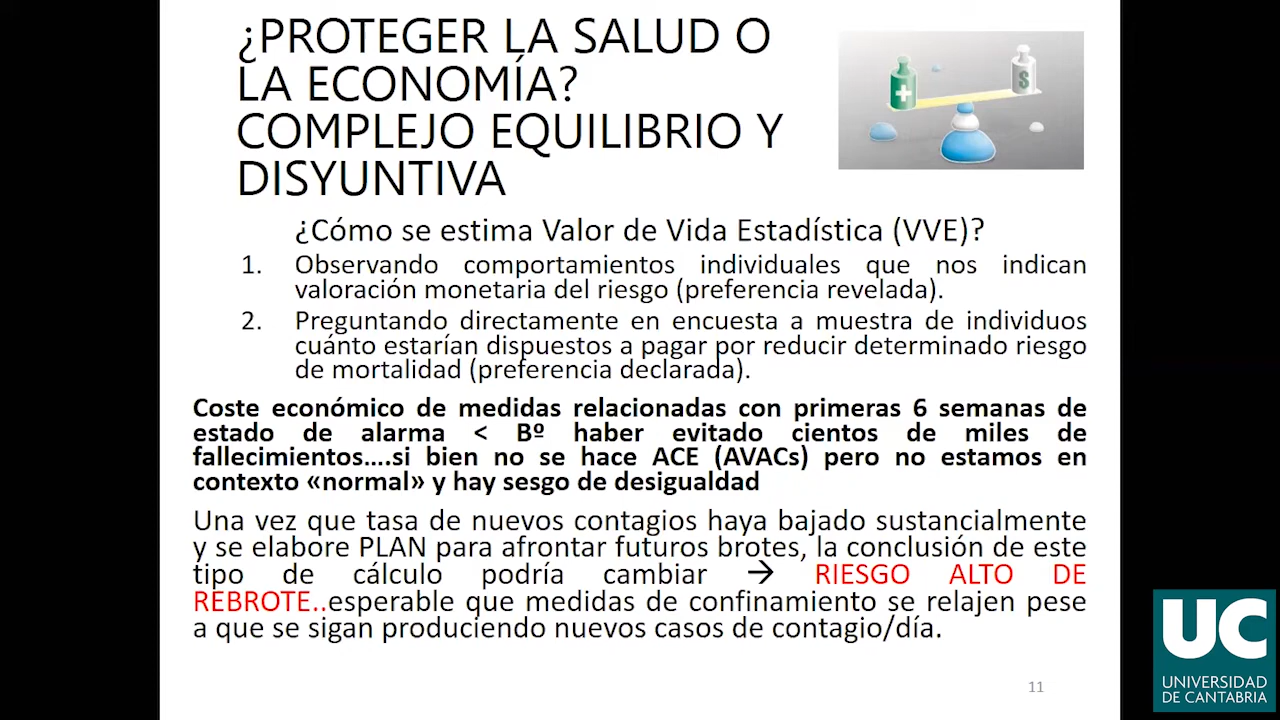 ¿PROTEGER LA SALUD O
LA ECONOMÍA?
COMPLEJO EQUILIBRIO Y
DISYUNTIVA
$
¿Cómo se estima Valor de Vida Estadística (VVE)?
1. Observando comportamientos individuales que nos indican
valoración monetaria del riesgo (preferencia revelada).
2. Preguntando directamente en encuesta a muestra de individuos
cuánto estarían dispuestos a pagar por reducir determinado riesgo
de mortalidad (preferencia declarada).
Coste económico de medidas relacionadas con primeras 6 semanas de
estado de alarma < Bº haber evitado cientos de miles de
fallecimientos....si bien no se hace ACE (AVACs) pero no estamos en
contexto «normal» y hay sesgo de desigualdad
Una vez que tasa de nuevos contagios haya bajado sustancialmente
y se elabore PLAN para afrontar futuros brotes, la conclusión de este
tipo de cálculo podría cambiar → RIESGO ALTO DE
REBROTE..esperable que medidas de confinamiento se relajen pese
a que se sigan produciendo nuevos casos de contagio/día.
11
UC
UNIVERSIDAD
DE CANTABRIA